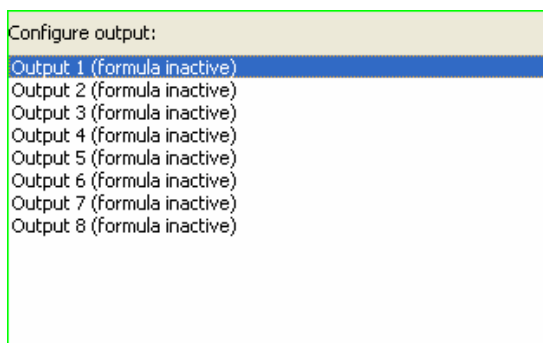 Configure output:
Output 1 (formula inactive)
Output 2 (formula inactive)
Output 3 (formula inactive)
Output 4 (formula inactive)
Output 5 (formula inactive)
Output 6 (formula inactive)
Output 7 (formula inactive)
Output 8 (formula inactive)